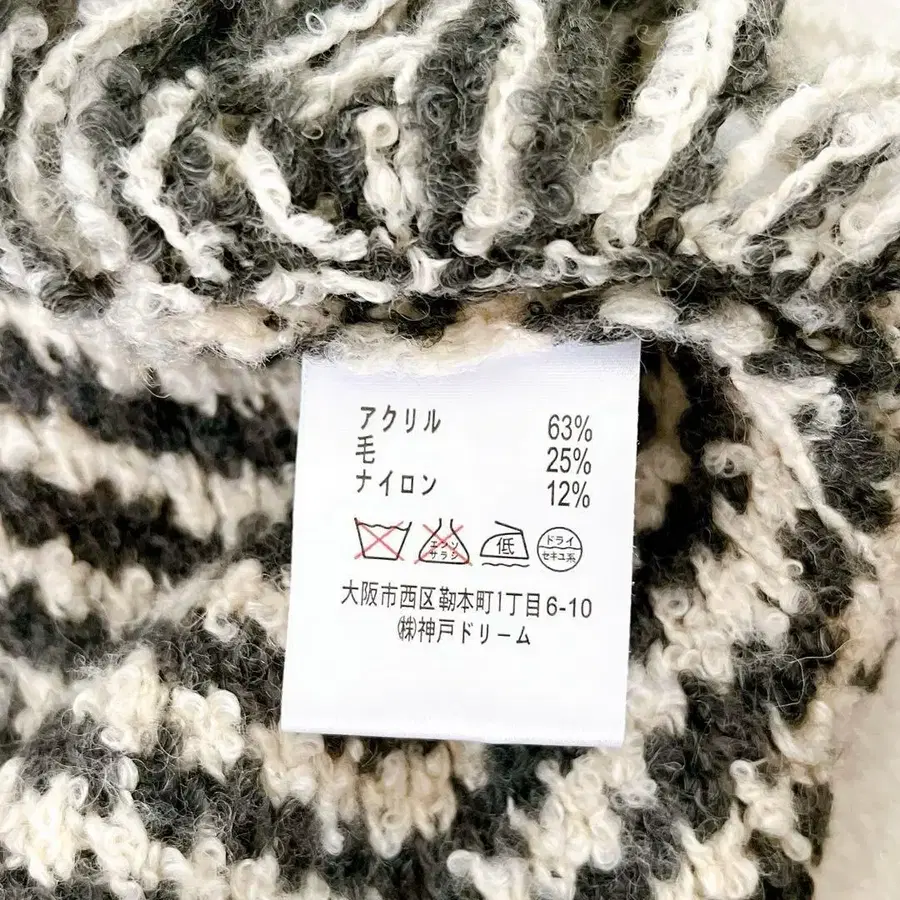 アクリル 63%
毛 25%
ナイロン 12%
エンソ
サラシ
低
ドライ
セキユ系
大阪市西区靭本町1丁目6-10
㈱神戸ドリーム